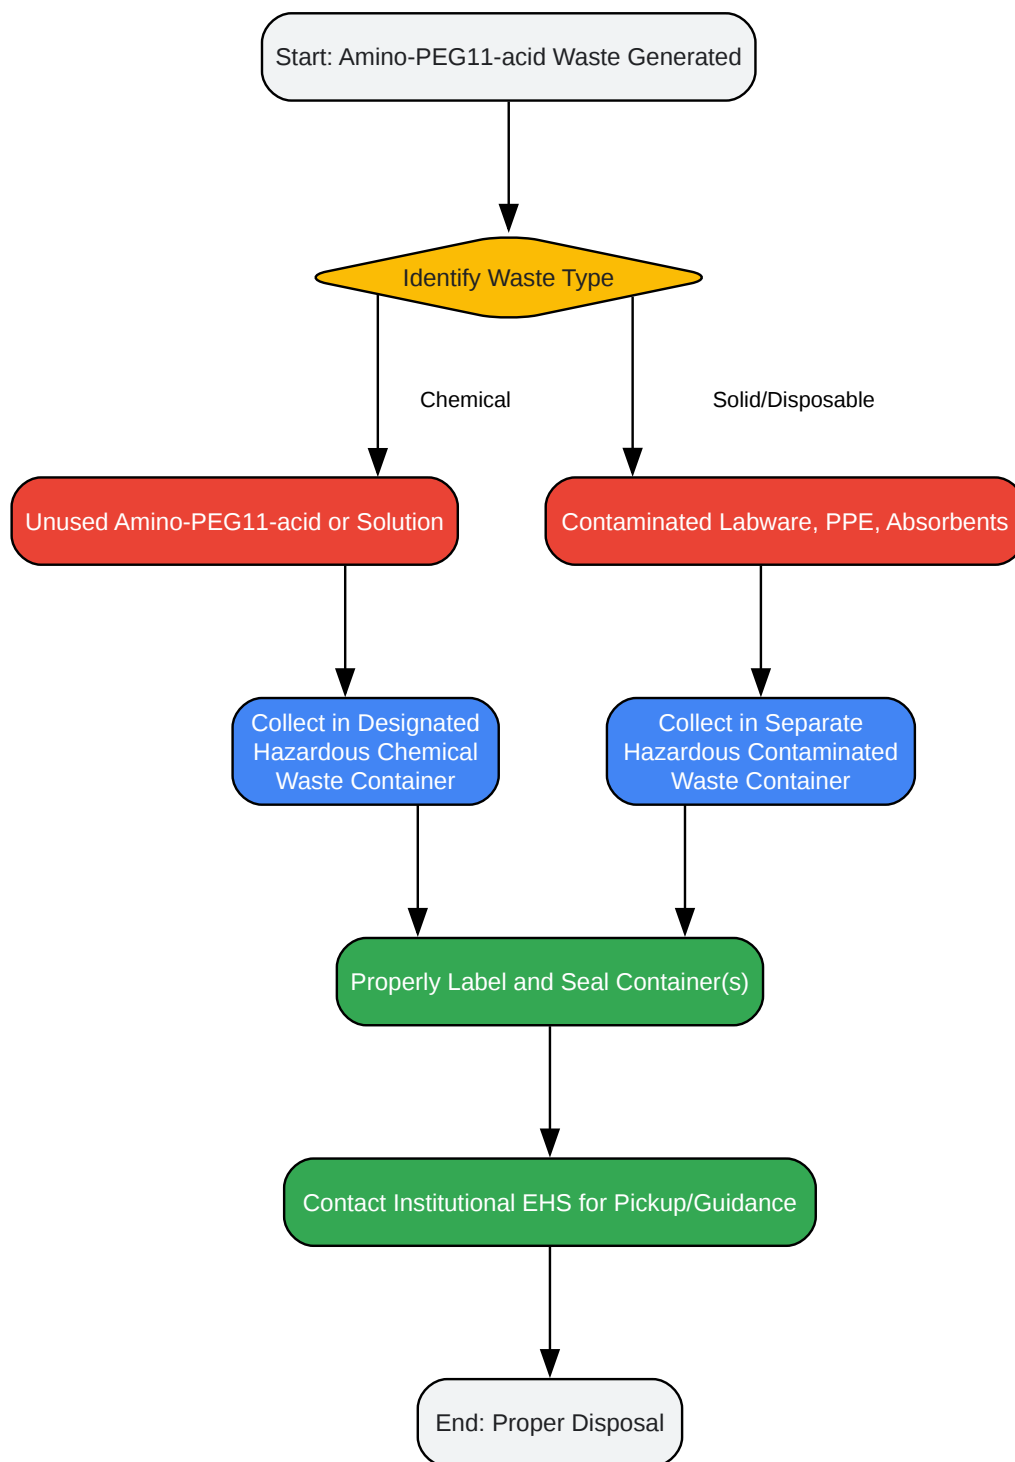 Start: Amino-PEG11-acid Waste Generated
Identify Waste Type
Chemical
Solid/Disposable
Unused Amino-PEG11-acid or Solution
Contaminated Labware, PPE, Absorbents
Collect in Designated
Hazardous Chemical
Waste Container
Collect in Separate
Hazardous Contaminated
Waste Container
Properly Label and Seal Container(s)
Contact Institutional EHS for Pickup/Guidance
End: Proper Disposal